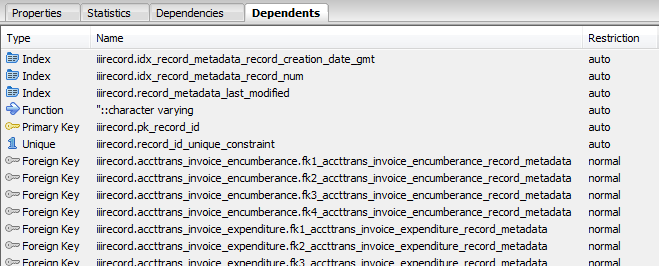 Properties Statistics Dependencies Dependents
Type Name Restriction
Index iiirecord.idx_record_metadata_record_creation_date_gmt auto
Index iiirecord.idx_record_metadata_record_num auto
Index iiirecord.record_metadata_last_modified auto
Function "::character varying auto
Primary Key iiirecord.pk_record_id auto
Unique iiirecord.record_id_unique_constraint auto
Foreign Key iiirecord.accttrans_invoice_encumberance.fk1_accttrans_invoice_encumberance_record_metadata normal
Foreign Key iiirecord.accttrans_invoice_encumberance.fk2_accttrans_invoice_encumberance_record_metadata normal
Foreign Key iiirecord.accttrans_invoice_encumberance.fk3_accttrans_invoice_encumberance_record_metadata normal
Foreign Key iiirecord.accttrans_invoice_encumberance.fk4_accttrans_invoice_encumberance_record_metadata normal
Foreign Key iiirecord.accttrans_invoice_expenditure.fk1_accttrans_invoice_expenditure_record_metadata normal
Foreign Key iiirecord.accttrans_invoice_expenditure.fk2_accttrans_invoice_expenditure_record_metadata normal
Foreign Key iiirecord.accttrans_invoice_expenditure.fk3_accttrans_invoice_expenditure_record_metadata normal